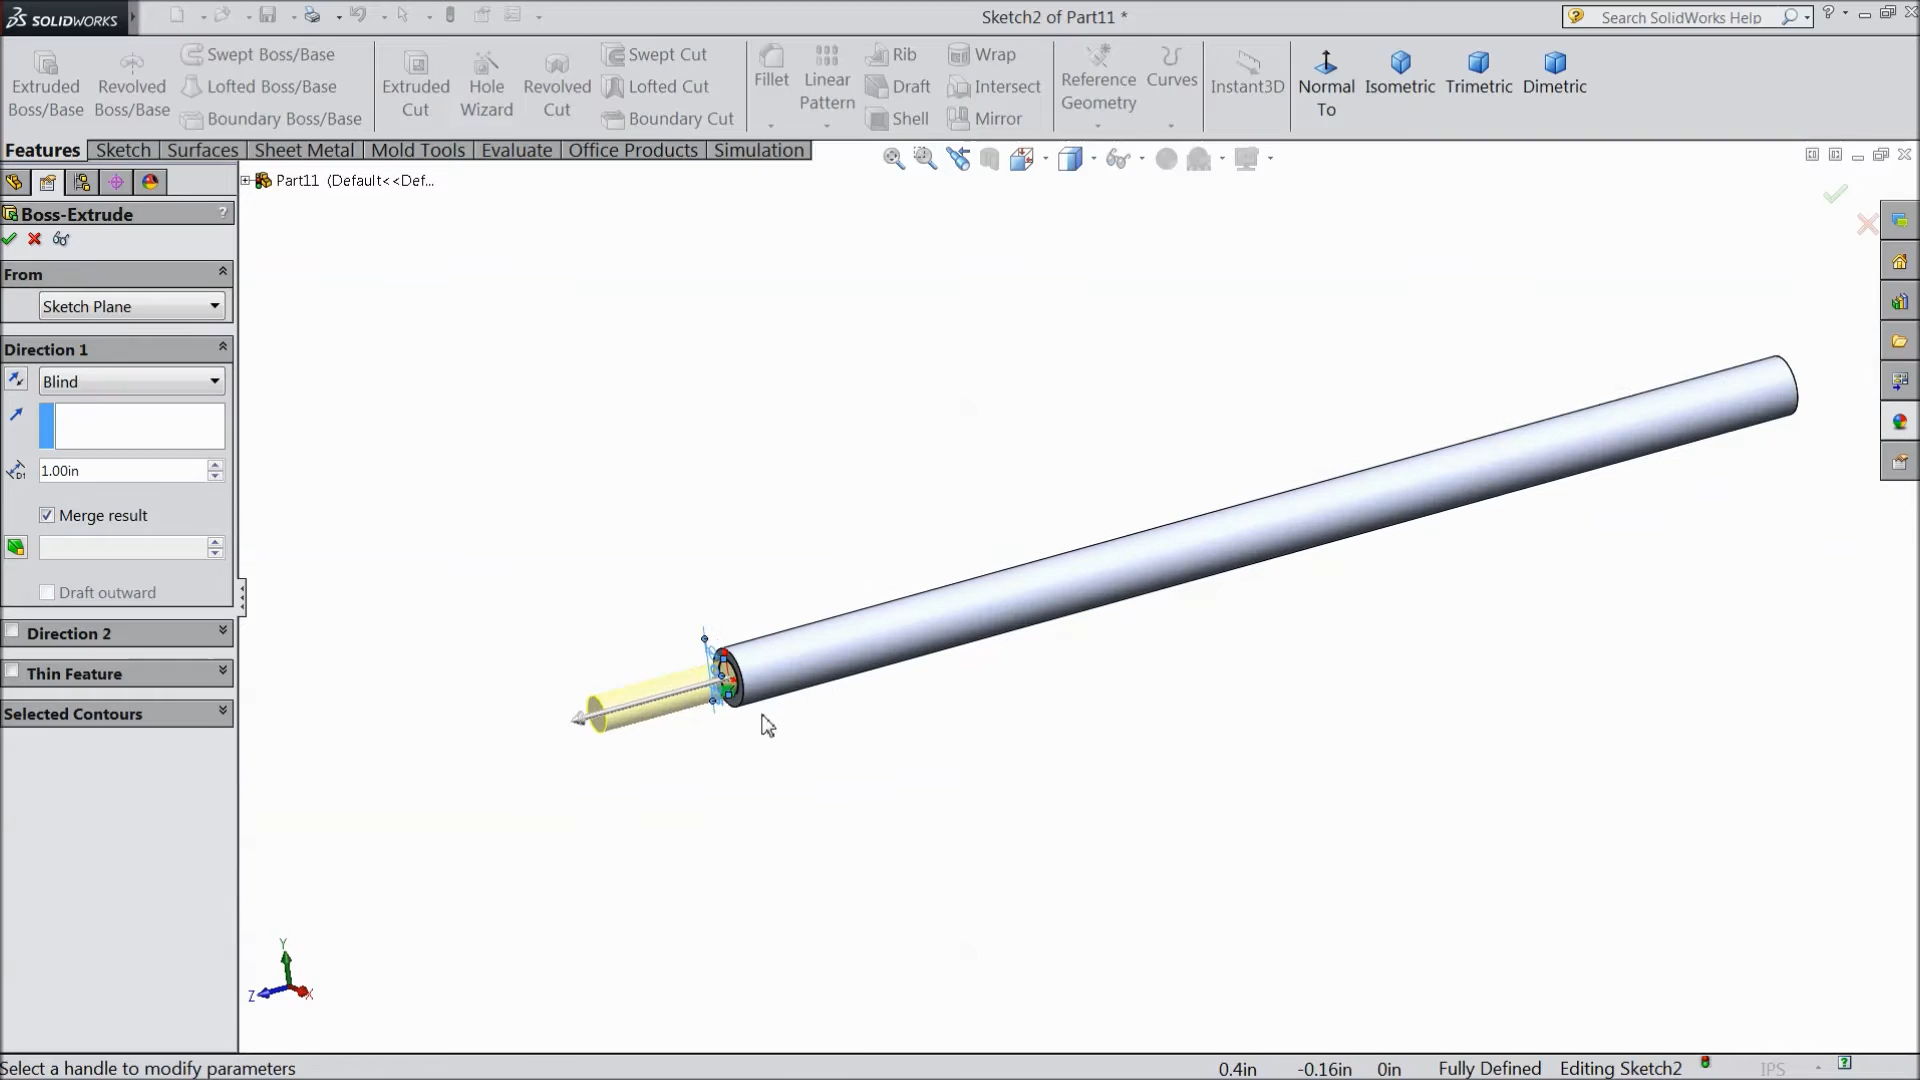 SOLIDWORKS
Sketch2 of Part11 *
Search SolidWorks Help
Extruded Boss/Base
Revolved Boss/Base
Swept Boss/Base
Lofted Boss/Base
Boundary Boss/Base
Extruded Cut
Hole Wizard
Revolved Cut
Swept Cut
Lofted Cut
Boundary Cut
Fillet
Linear Pattern
Rib
Draft
Shell
Wrap
Intersect
Mirror
Reference Geometry
Curves
Instant3D
Normal To
Isometric
Trimetric
Dimetric
Features
Sketch
Surfaces
Sheet Metal
Mold Tools
Evaluate
Office Products
Simulation
Part11 (Default<<Def...
Boss-Extrude
?
From
Sketch Plane
Direction 1
Blind
D1
1.00in
Merge result
Draft outward
Direction 2
Thin Feature
Selected Contours
Y
Z
X
Select a handle to modify parameters
0.4in
-0.16in
0in
Fully Defined
Editing Sketch2
IPS